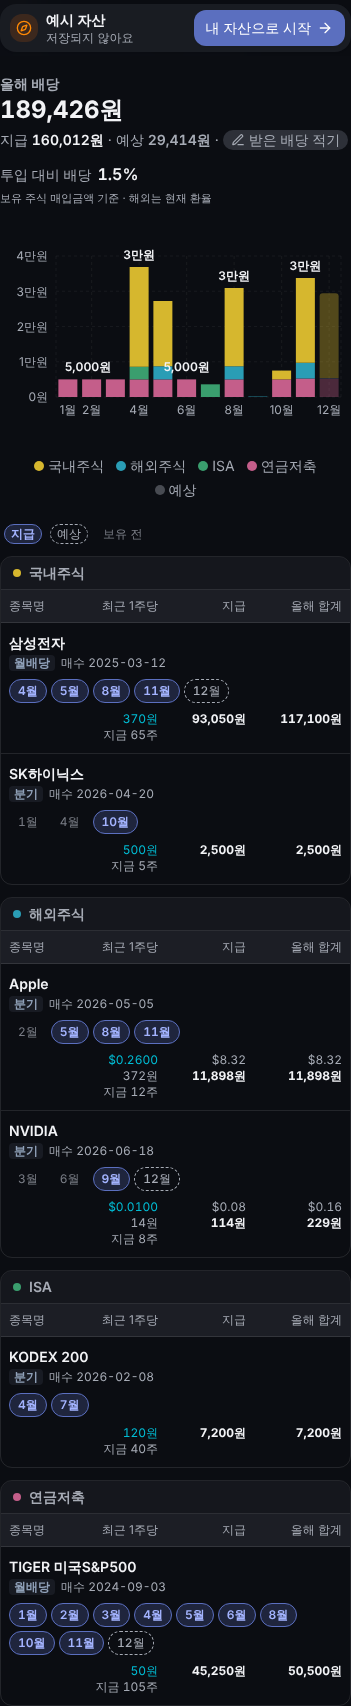 예시 자산
저장되지 않아요
내 자산으로 시작 →
올해 배당
189,426원
지급 160,012원 · 예상 29,414원 · 받은 배당 적기
투입 대비 배당 1.5%
보유 주식 매입금액 기준 · 해외는 현재 환율
4만원
3만원
2만원
1만원
0원
5,000원
3만원
5,000원
3만원
3만원
1월 2월 4월 6월 8월 10월 12월
국내주식 해외주식 ISA 연금저축
예상
지급 예상 보유 전
국내주식
종목명 최근 1주당 지급 올해 합계
삼성전자
월배당 매수 2025-03-12
4월 5월 8월 11월 12월
370원 93,050원 117,100원
지금 65주
SK하이닉스
분기 매수 2026-04-20
1월 4월 10월
500원 2,500원 2,500원
지금 5주
해외주식
종목명 최근 1주당 지급 올해 합계
Apple
분기 매수 2026-05-05
2월 5월 8월 11월
$0.2600 $8.32 $8.32
372원 11,898원 11,898원
지금 12주
NVIDIA
분기 매수 2026-06-18
3월 6월 9월 12월
$0.0100 $0.08 $0.16
14원 114원 229원
지금 8주
ISA
종목명 최근 1주당 지급 올해 합계
KODEX 200
분기 매수 2026-02-08
4월 7월
120원 7,200원 7,200원
지금 40주
연금저축
종목명 최근 1주당 지급 올해 합계
TIGER 미국S&P500
월배당 매수 2024-09-03
1월 2월 3월 4월 5월 6월 8월
10월 11월 12월
50원 45,250원 50,500원
지금 105주